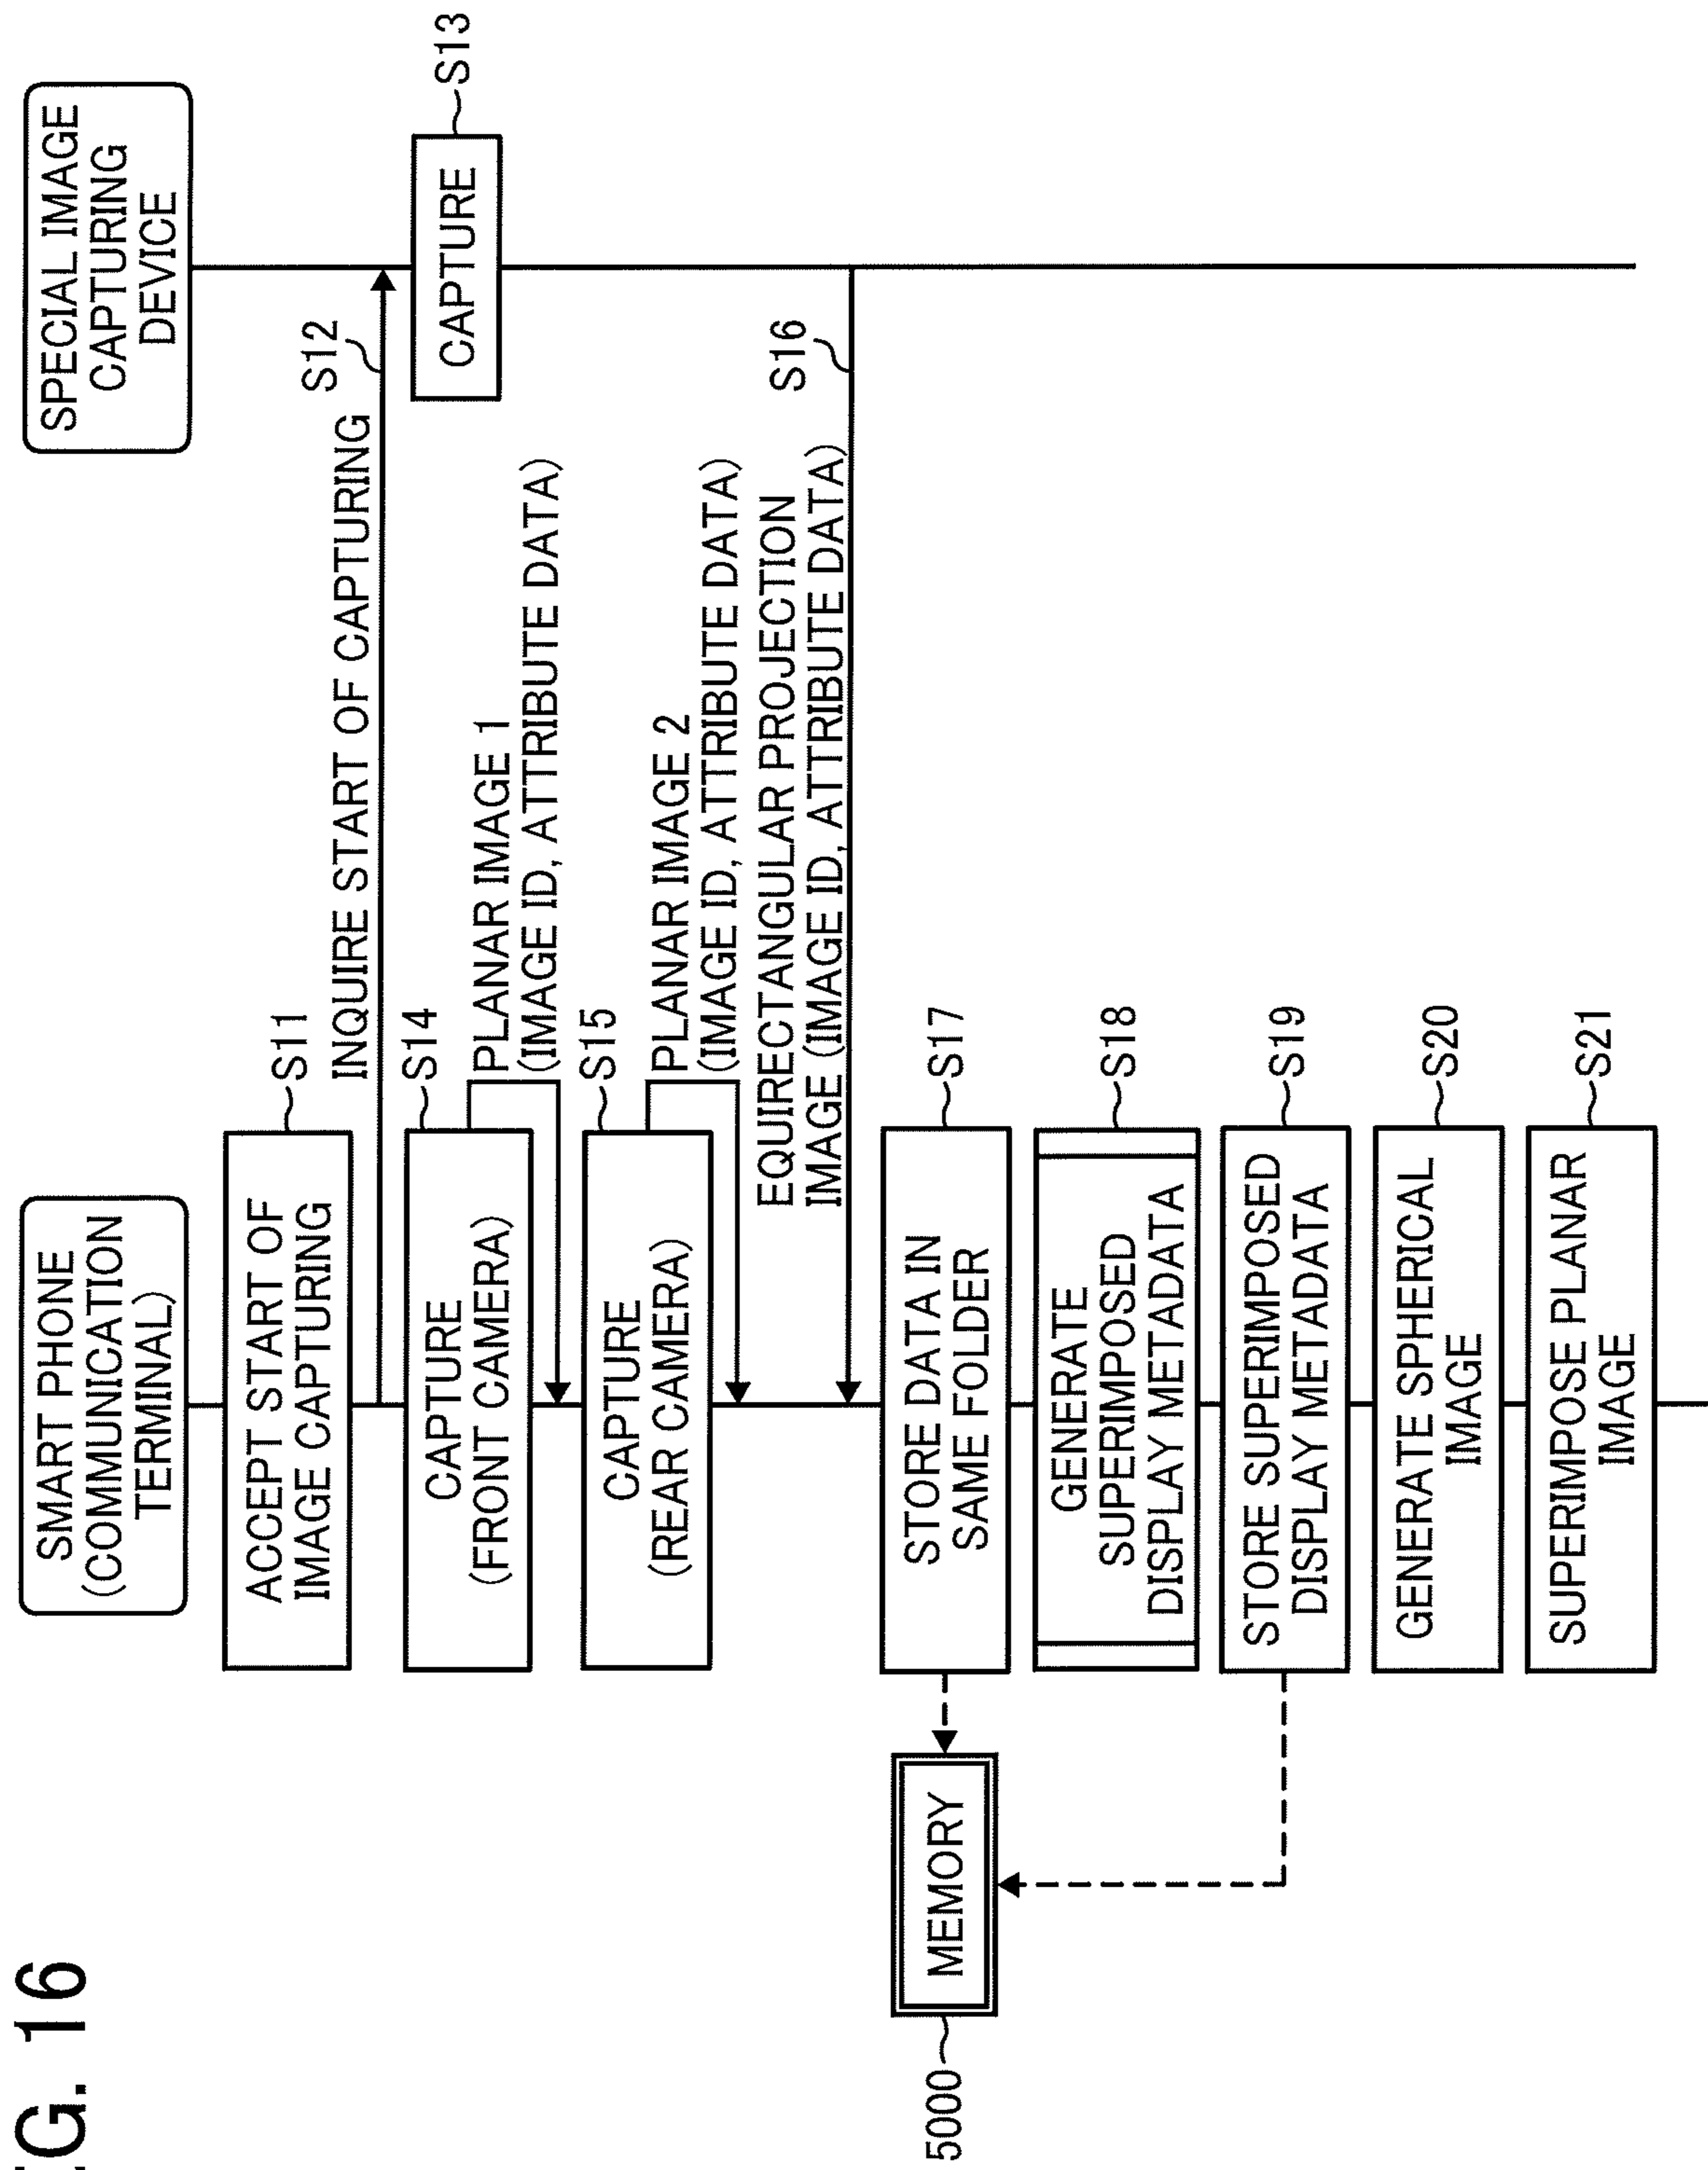 IG. 16
SMART PHONE
(COMMUNICATION
TERMINAL)
SPECIAL IMAGE
CAPTURING
DEVICE
ACCEPT START OF
IMAGE CAPTURING
S11
INQUIRE START OF CAPTURING
S12
CAPTURE
S13
CAPTURE
(FRONT CAMERA)
S14
PLANAR IMAGE 1
(IMAGE ID, ATTRIBUTE DATA)
CAPTURE
(REAR CAMERA)
S15
PLANAR IMAGE 2
(IMAGE ID, ATTRIBUTE DATA)
EQUIRECTANGULAR PROJECTION
IMAGE (IMAGE ID, ATTRIBUTE DATA)
S16
5000
MEMORY
STORE DATA IN
SAME FOLDER
S17
GENERATE
SUPERIMPOSED
DISPLAY METADATA
S18
STORE SUPERIMPOSED
DISPLAY METADATA
S19
GENERATE SPHERICAL
IMAGE
S20
SUPERIMPOSE PLANAR
IMAGE
S21